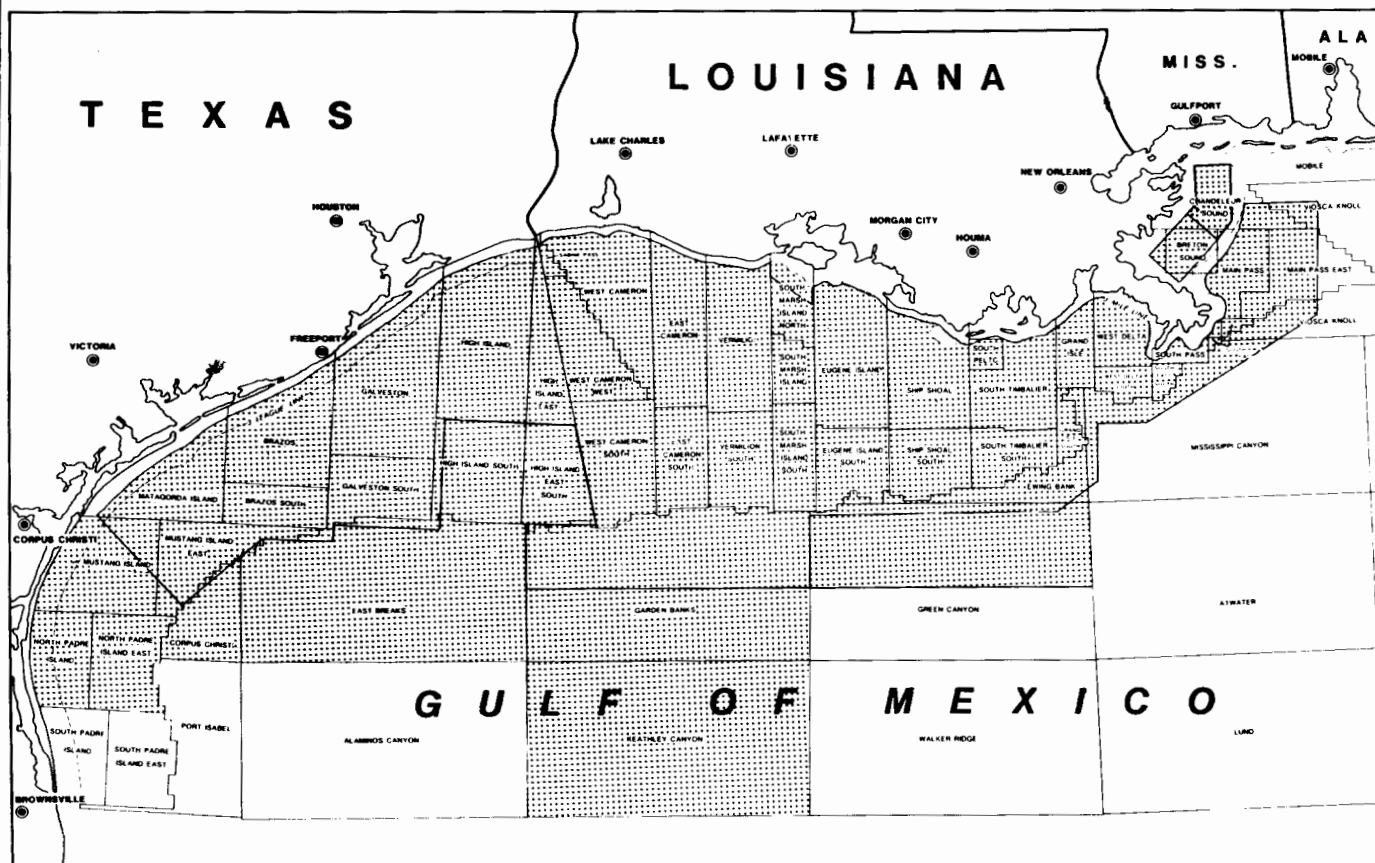 TEXAS
LOUISIANA
MISS.
ALA
MOBILE
GULFPORT
LAKE CHARLES
LAFAYETTE
NEW ORLEANS
MOBILE
HOUSTON
MORGAN CITY
HOUMA
CHANDELEUR
SOUND
VIOSCA KNOLL
BRETON
SOUND
MAIN PASS
MAIN PASS EAST
VIOSCA KNOLL
FREEPORT
VICTORIA
3 LEAGUE LINE
MILE LINE
WEST CAMERON
SOUTH
MARSH
ISLAND
NORTH
EAST
CAMERON
VERMILION
HIGH ISLAND
SOUTH
MARSH
ISLAND
EUGENE ISLAND
SHIP SHOAL
SOUTH
PELTO
SOUTH TIMBALIER
GRAND
ISLE
WEST DELTA
SOUTH PASS
GALVESTON
HIGH
ISLAND
EAST
WEST CAMERON
WEST
BRAZOS
HIGH ISLAND SOUTH
HIGH ISLAND
EAST
SOUTH
WEST CAMERON
SOUTH
EAST
CAMERON
SOUTH
VERMILION
SOUTH
SOUTH
MARSH
ISLAND
SOUTH
EUGENE ISLAND
SOUTH
SHIP SHOAL
SOUTH
SOUTH TIMBALIER
SOUTH
EWING BANK
MISSISSIPPI CANYON
MATAGORDA ISLAND
BRAZOS SOUTH
GALVESTON SOUTH
CORPUS CHRISTI
MUSTANG ISLAND
MUSTANG ISLAND
EAST
EAST BREAKS
GARDEN BANKS
GREEN CANYON
ATWATER
NORTH PADRE
ISLAND
NORTH PADRE
ISLAND EAST
CORPUS CHRISTI
GULF OF MEXICO
SOUTH PADRE
ISLAND
SOUTH PADRE
ISLAND EAST
PORT ISABEL
ALAMINOS CANYON
KEATHLEY CANYON
WALKER RIDGE
LUND
BROWNSVILLE